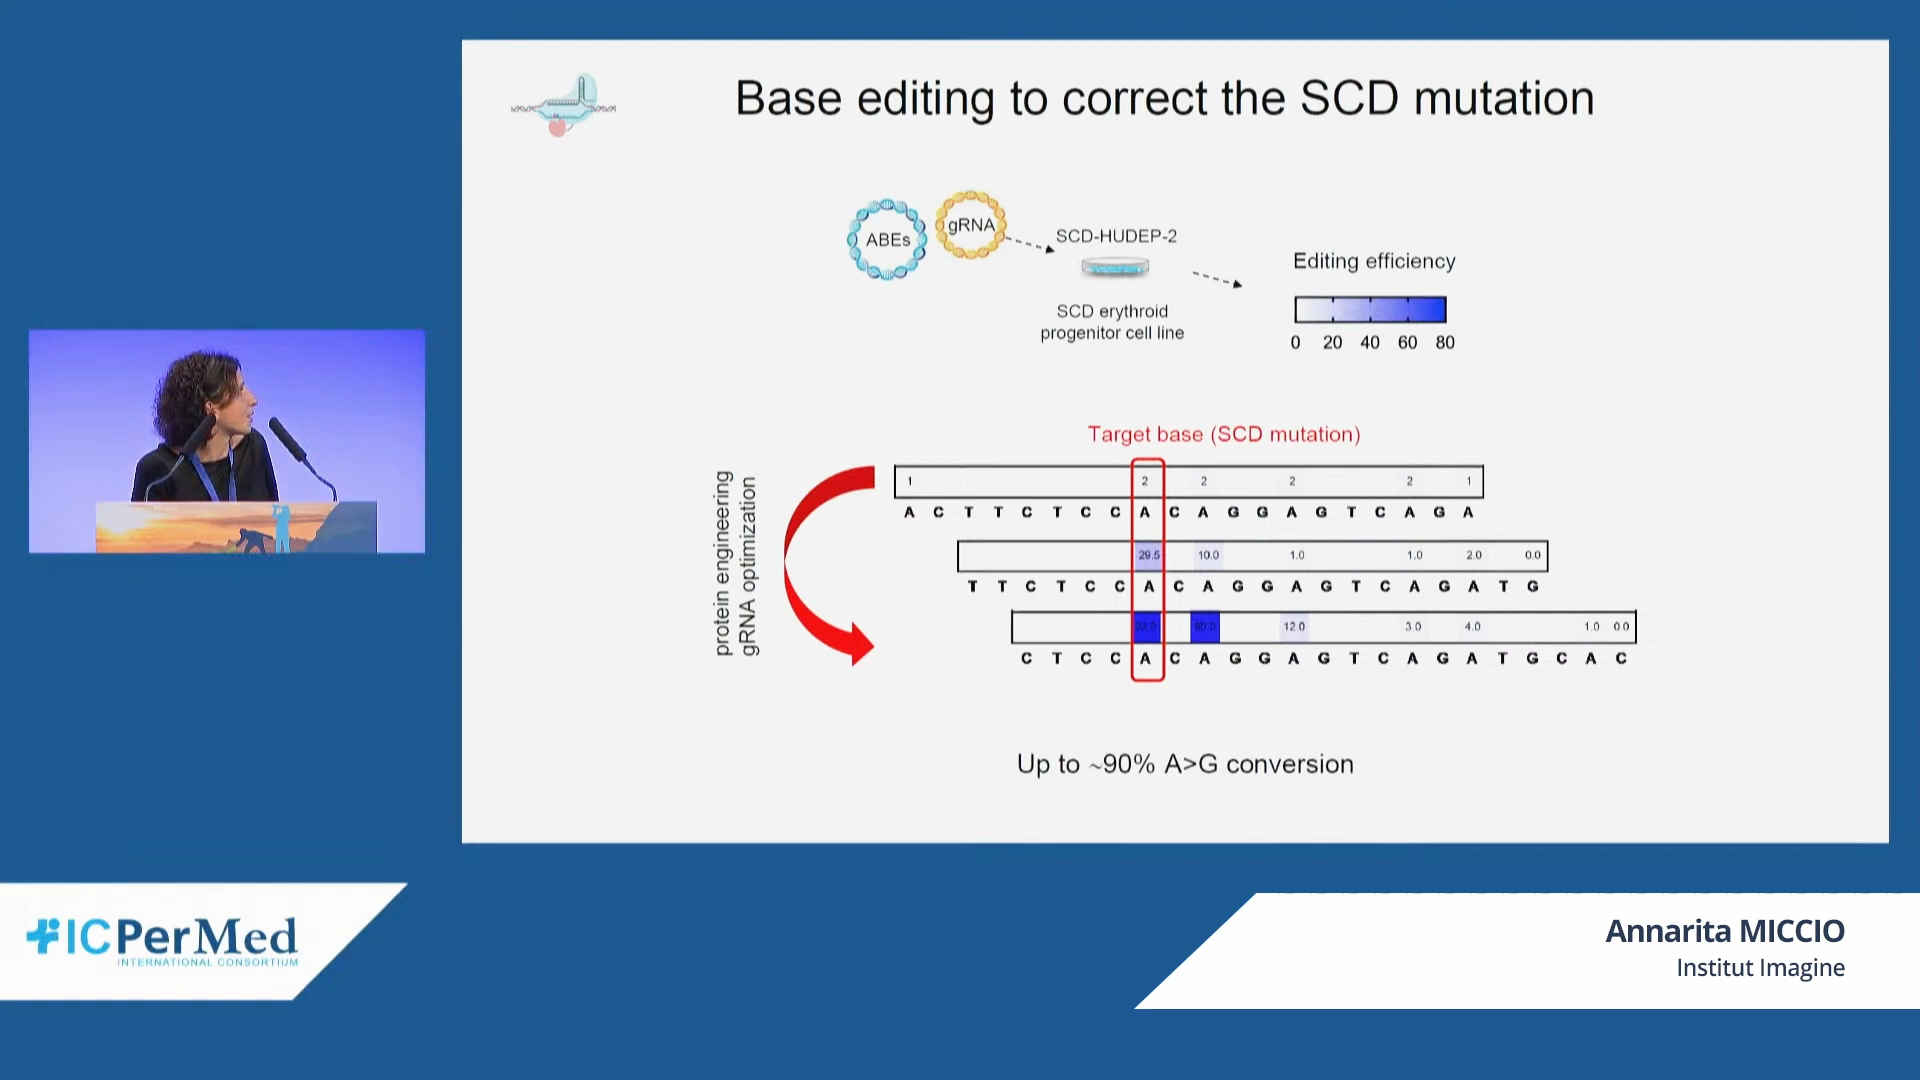 Base editing to correct the SCD mutation
ABEs
gRNA
SCD-HUDEP-2
SCD erythroid
progenitor cell line
Editing efficiency
0 20 40 60 80
Target base (SCD mutation)
protein engineering
gRNA optimization
1 2 2 2 2 1
A C T T C T C C A C A G G A G T C A G A
29.5 10.0 1.0 1.0 2.0 0.0
T T C T C C A C A G G A G T C A G A T G
12.0 3.0 4.0 1.0 0.0
C T C C A C A G G A G T C A G A T G C A C
Up to ~90% A>G conversion
ICPerMed
INTERNATIONAL CONSORTIUM
Annarita MICCIO
Institut Imagine